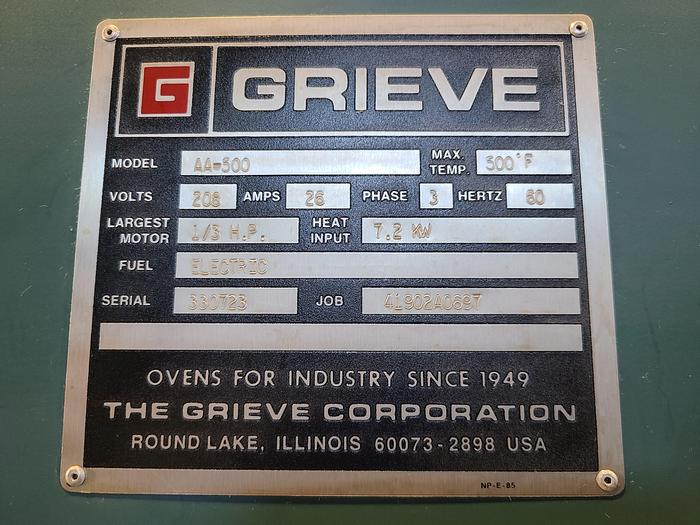 G GRIEVE
MODEL AA-500 MAX. TEMP. 500°F
VOLTS 208 AMPS 26 PHASE 3 HERTZ 60
LARGEST MOTOR 1/3 H.P. HEAT INPUT 7.2 KW
FUEL ELECTRIC
SERIAL 330723 JOB 41902A0697
OVENS FOR INDUSTRY SINCE 1949
THE GRIEVE CORPORATION
ROUND LAKE, ILLINOIS 60073-2898 USA
NP-E-85